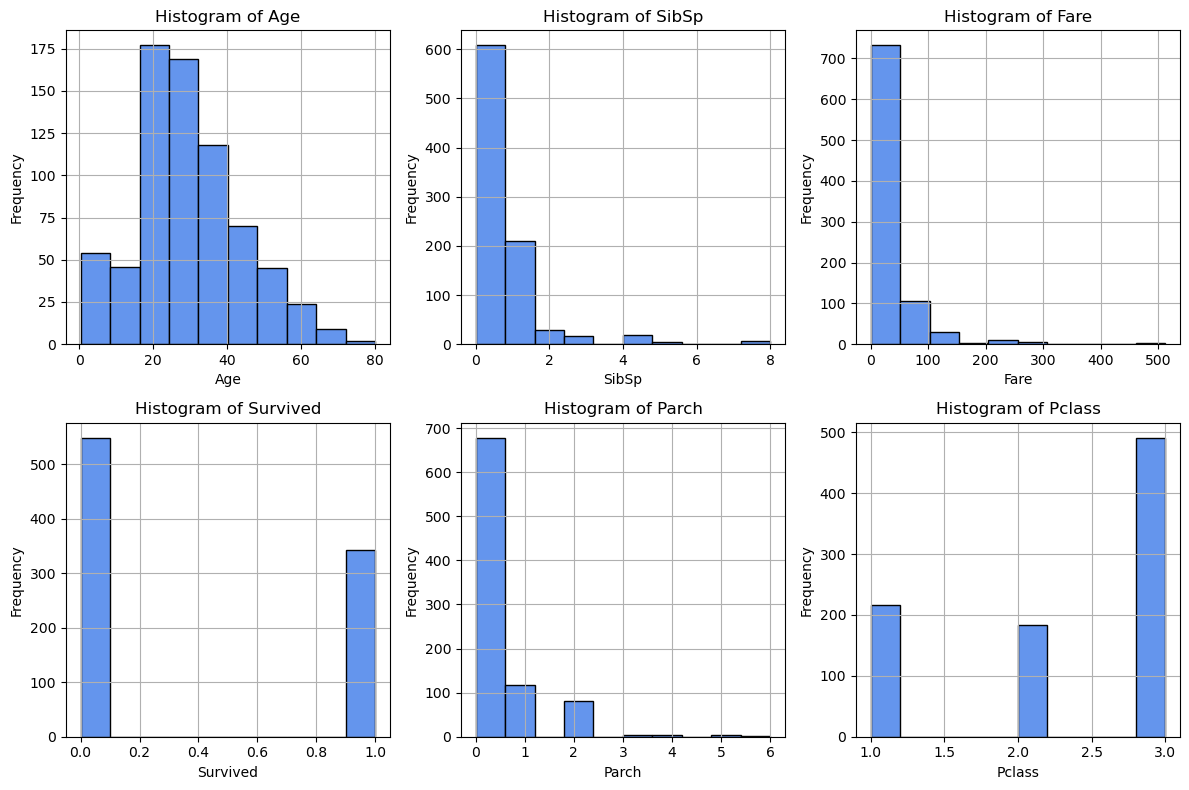 Histogram of Age
175
150
125
100
75
50
25
0
Frequency
0 20 40 60 80
Age
Histogram of SibSp
600
500
400
300
200
100
0
Frequency
0 2 4 6 8
SibSp
Histogram of Fare
700
600
500
400
300
200
100
0
Frequency
0 100 200 300 400 500
Fare
Histogram of Survived
500
400
300
200
100
0
Frequency
0.0 0.2 0.4 0.6 0.8 1.0
Survived
Histogram of Parch
700
600
500
400
300
200
100
0
Frequency
0 1 2 3 4 5 6
Parch
Histogram of Pclass
500
400
300
200
100
0
Frequency
1.0 1.5 2.0 2.5 3.0
Pclass